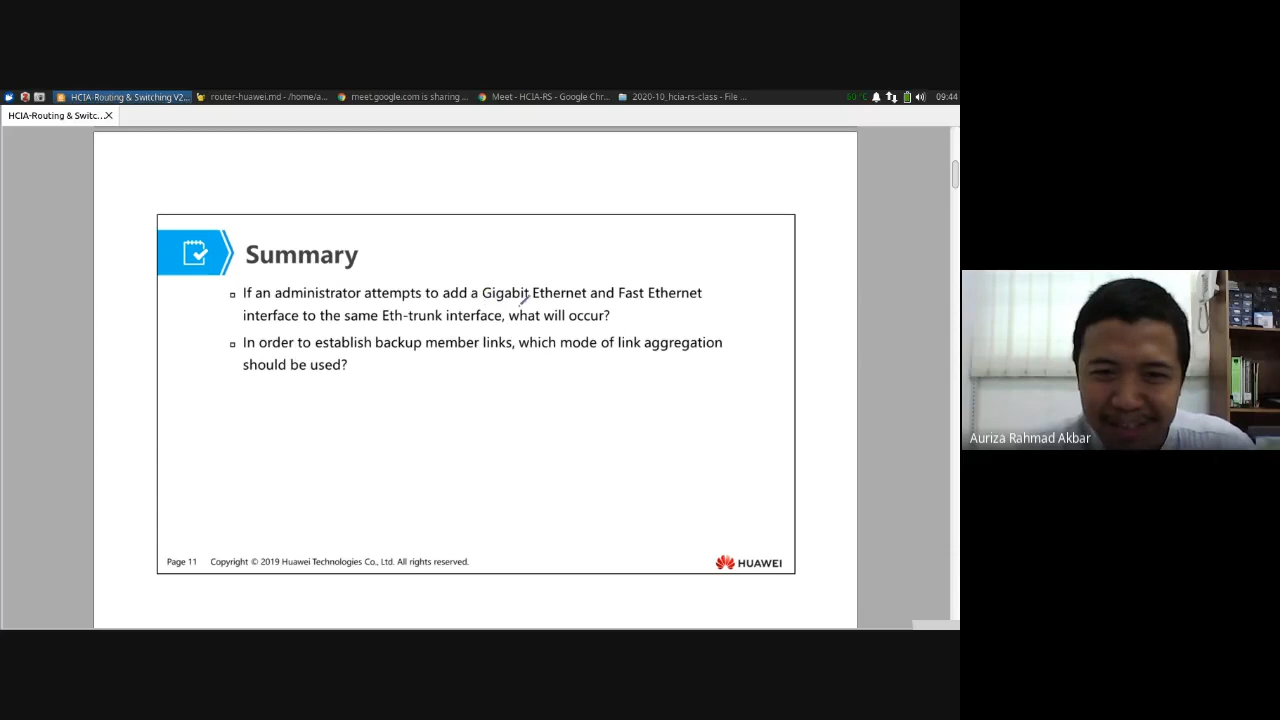 HCIA-Routing & Switching V2...
router-huawei.md - /home/a...
meet.google.com is sharing ...
Meet - HCIA-RS - Google Chr...
2020-10_hcia-rs-class - File ...
60°C
09:44
HCIA-Routing & Switc...
Summary
If an administrator attempts to add a Gigabit Ethernet and Fast Ethernet
interface to the same Eth-trunk interface, what will occur?
In order to establish backup member links, which mode of link aggregation
should be used?
Page 11 Copyright © 2019 Huawei Technologies Co., Ltd. All rights reserved.
HUAWEI
Auriza Rahmad Akbar